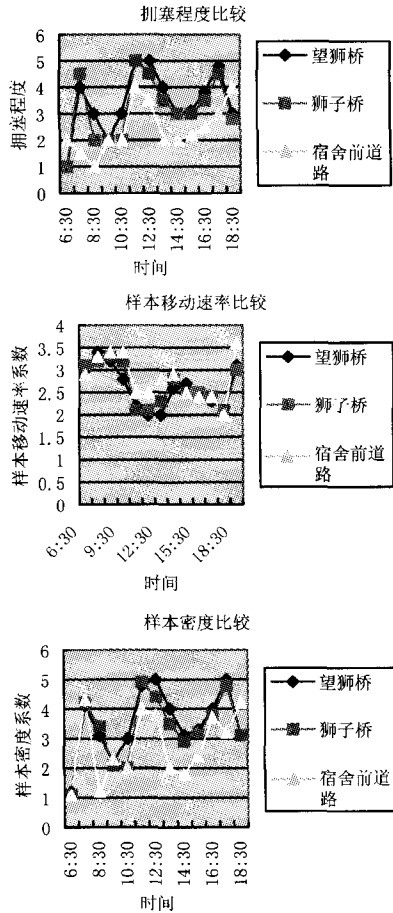 拥塞程度比较
6
5
4
3
2
1
0
拥塞程度
6:30
8:30
10:30
12:30
14:30
16:30
18:30
时间
望狮桥
狮子桥
宿舍前道
路
样本移动速率比较
4
3.5
3
2.5
2
1.5
1
0.5
0
样本移动速率系数
6:30
9:30
12:30
15:30
18:30
时间
望狮桥
狮子桥
宿舍前道
路
样本密度比较
6
5
4
3
2
1
0
样本密度系数
6:30
8:30
10:30
12:30
14:30
16:30
18:30
时间
望狮桥
狮子桥
宿舍前道
路